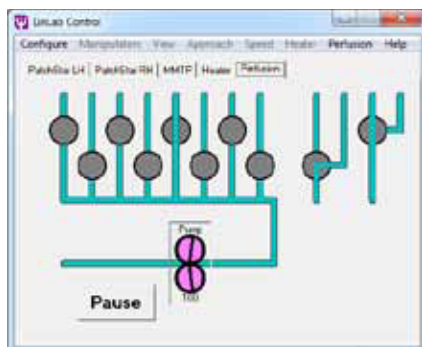 LinLab Control
Configure Manipulators View Approach Speed Heater Perfusion Help
PatchStar LH PatchStar RH MMTP Heater Perfusion
Pump
100
Pause